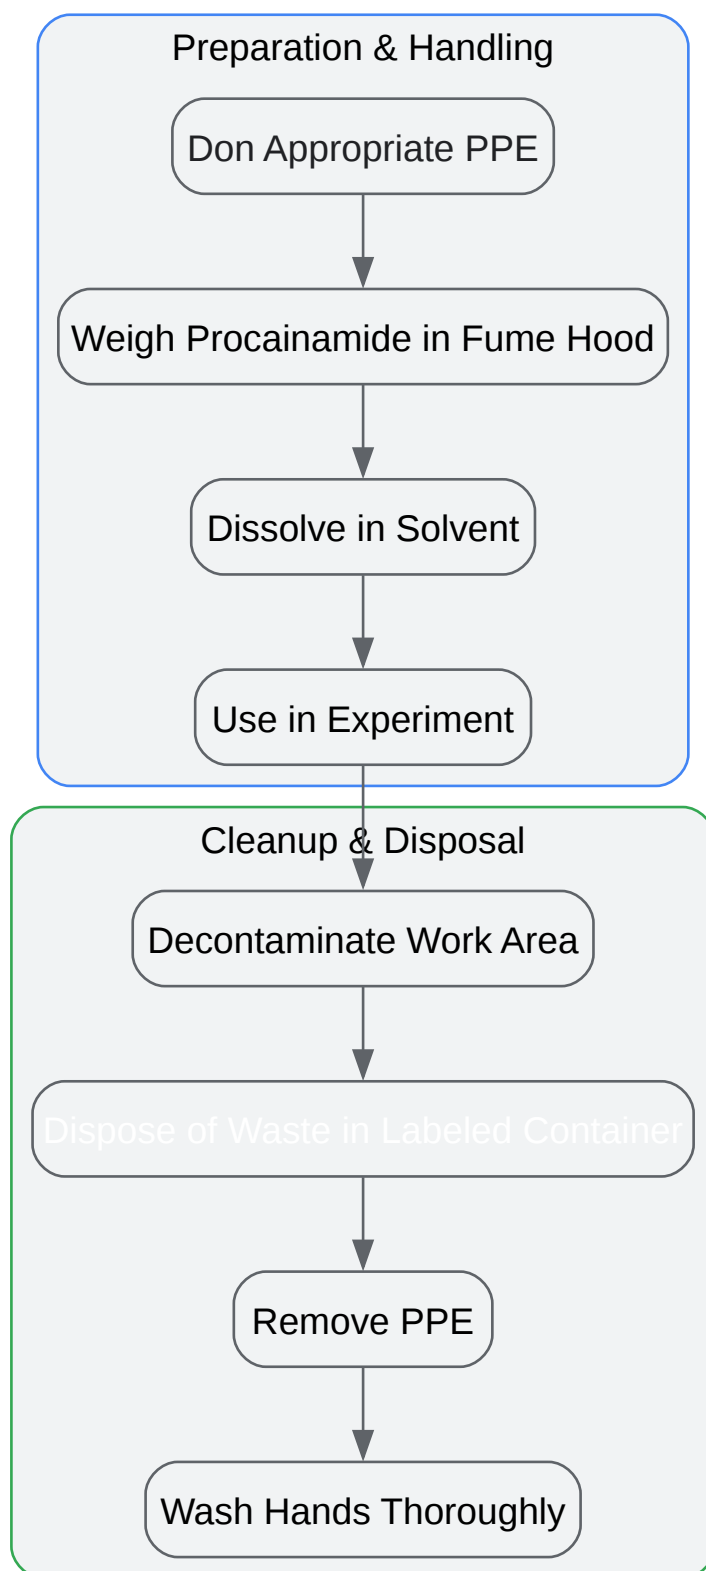 Preparation & Handling
Don Appropriate PPE
Weigh Procainamide in Fume Hood
Dissolve in Solvent
Use in Experiment
Cleanup & Disposal
Decontaminate Work Area
Dispose of Waste in Labeled Container
Remove PPE
Wash Hands Thoroughly